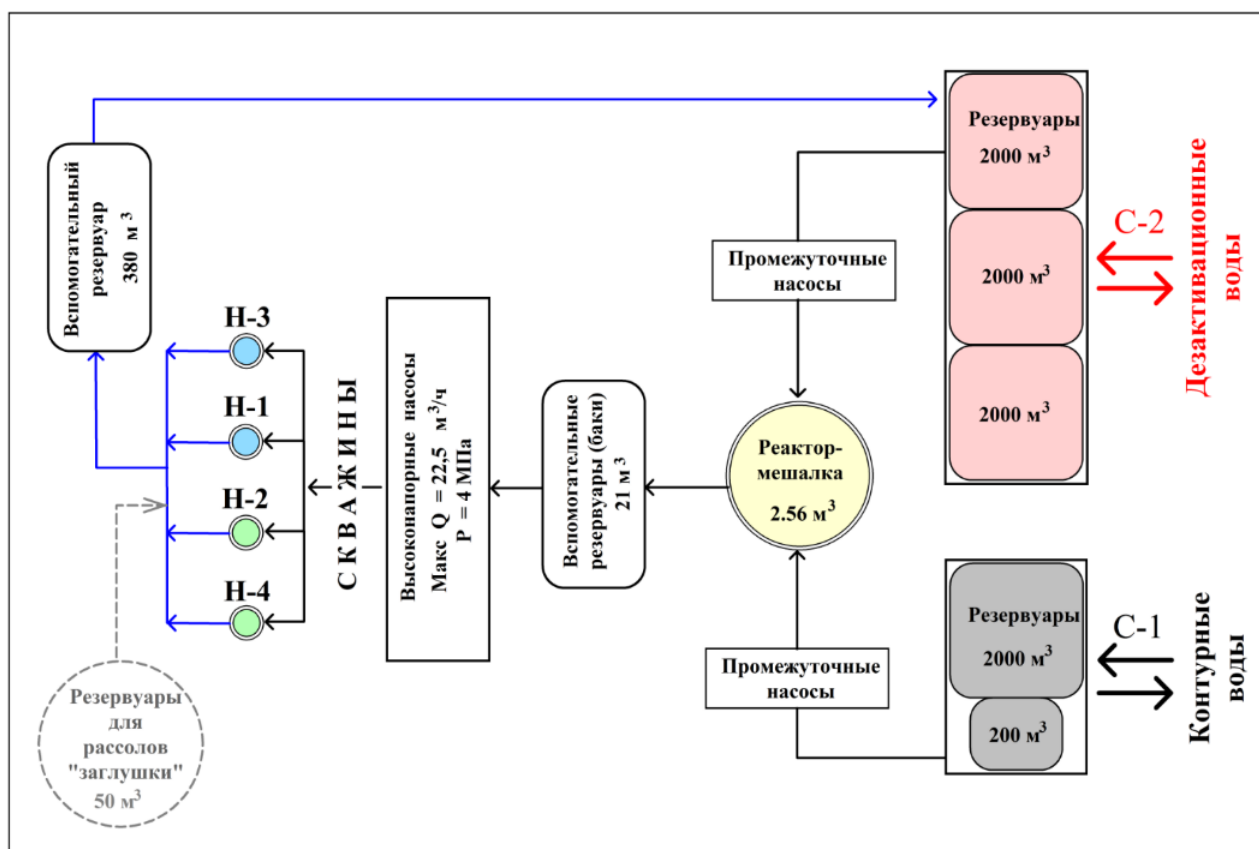 Вспомогательный
резервуар
380 м³
Н-3
Н-1
Н-2
Н-4
СКВАЖИНЫ
Высоконапорные насосы
Макс Q = 22,5 м³/ч
P = 4 МПа
Вспомогательные
резервуары (баки)
21 м³
Резервуары
для
рассолов
"заглушки"
50 м³
Промежуточные
насосы
Реактор-
мешалка
2.56 м³
Промежуточные
насосы
Резервуары
2000 м³
2000 м³
2000 м³
С-2
Дезактивационные
воды
Резервуары
2000 м³
200 м³
С-1
Контурные
воды